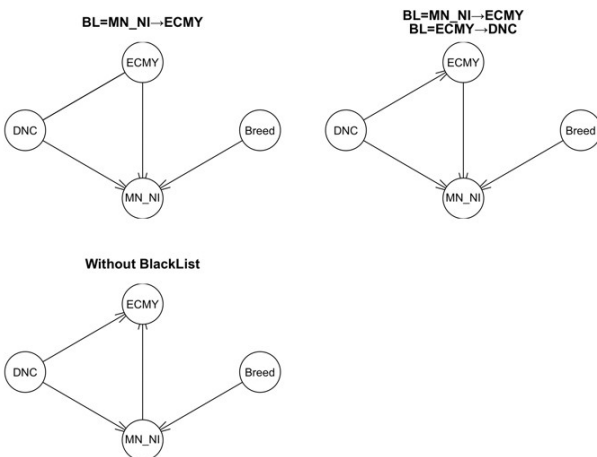 BL=MN_NI→ECMY
ECMY
DNC
Breed
MN_NI
BL=MN_NI→ECMY
BL=ECMY→DNC
ECMY
DNC
Breed
MN_NI
Without BlackList
ECMY
DNC
Breed
MN_NI